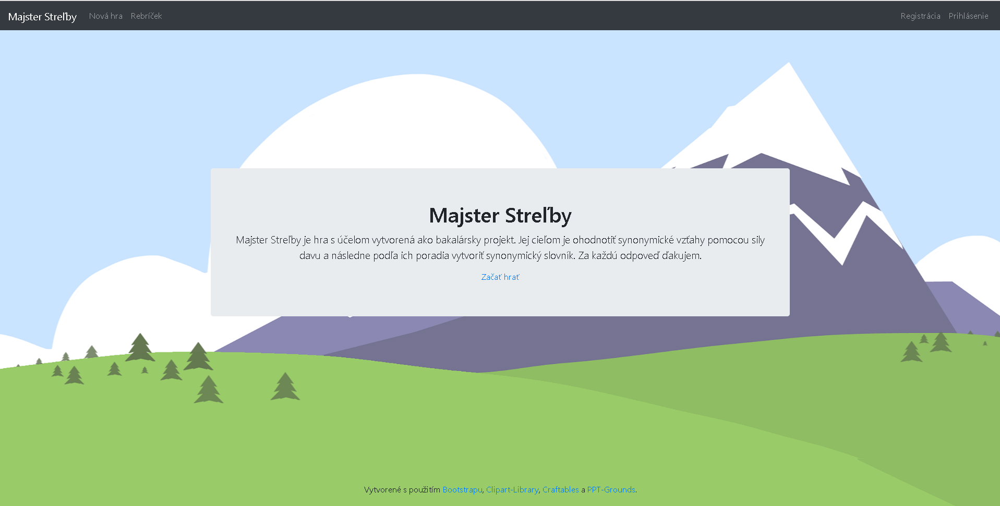 Majster Streľby Nová hra Rebríček Registrácia Prihlásenie
Majster Streľby
Majster Streľby je hra s účelom vytvorená ako bakalársky projekt. Jej cieľom je ohodnotiť synonymické vzťahy pomocou sily
davu a následne podľa ich poradia vytvoriť synonymický slovník. Za každú odpoveď ďakujem.
Začať hrať
Vytvorené s použitím Bootstrapu, Clipart-Library, Craftables a PPT-Grounds.